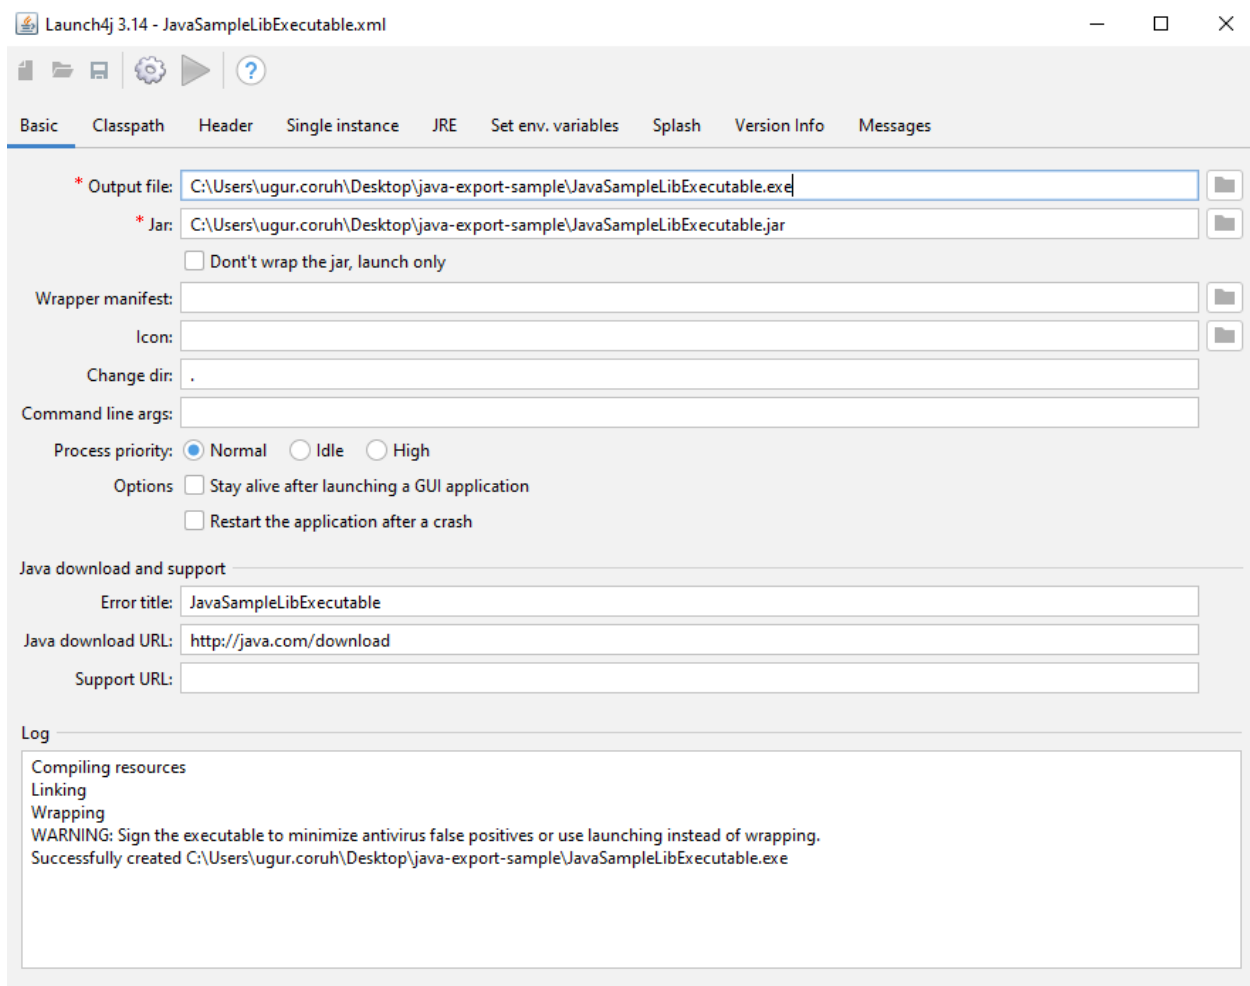 Launch4j 3.14 - JavaSampleLibExecutable.xml
?
Basic Classpath Header Single instance JRE Set env. variables Splash Version Info Messages
* Output file: C:\Users\ugur.coruh\Desktop\java-export-sample\JavaSampleLibExecutable.exe
* Jar: C:\Users\ugur.coruh\Desktop\java-export-sample\JavaSampleLibExecutable.jar
Dont't wrap the jar, launch only
Wrapper manifest:
Icon:
Change dir: .
Command line args:
Process priority: Normal Idle High
Options Stay alive after launching a GUI application
Restart the application after a crash
Java download and support
Error title: JavaSampleLibExecutable
Java download URL: http://java.com/download
Support URL:
Log
Compiling resources
Linking
Wrapping
WARNING: Sign the executable to minimize antivirus false positives or use launching instead of wrapping.
Successfully created C:\Users\ugur.coruh\Desktop\java-export-sample\JavaSampleLibExecutable.exe